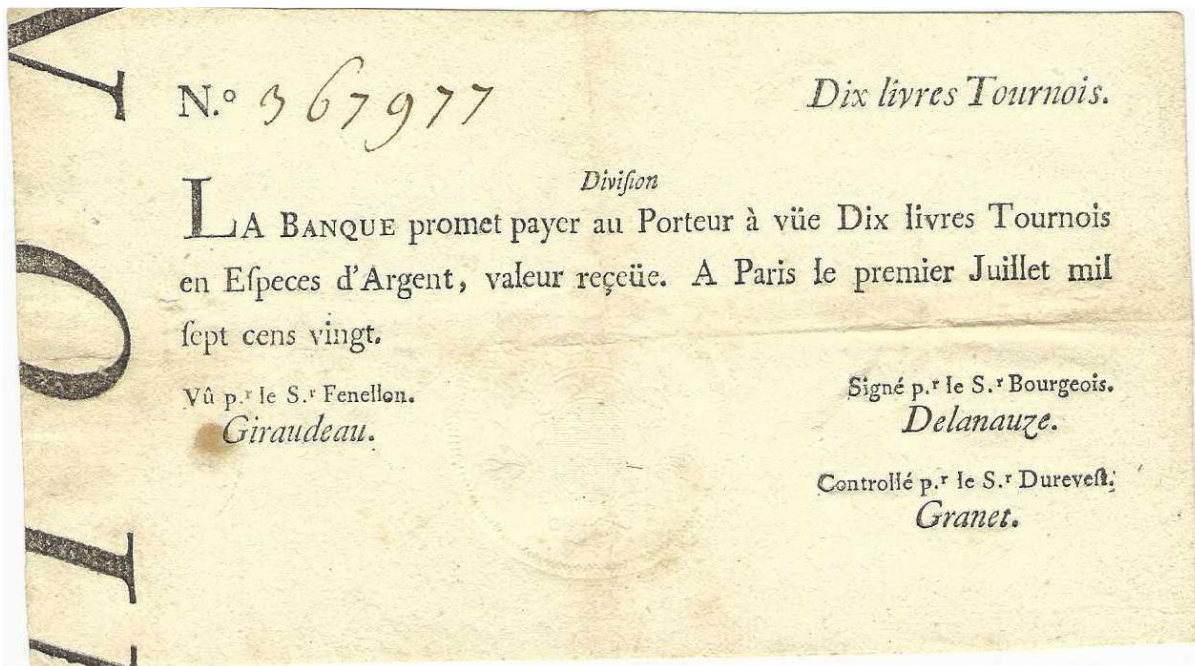 N.º 367977 Dix livres Tournois.
Diviſion
LA BANQUE promet payer au Porteur à vüe Dix livres Tournois
en Eſpeces d'Argent, valeur reçeüe. A Paris le premier Juillet mil
ſept cens vingt.
Vû p.r le S.r Fenellon.
Giraudeau.
Signé p.r le S.r Bourgeois.
Delanauze.
Controllé p.r le S.r Dureveſt.
Granet.